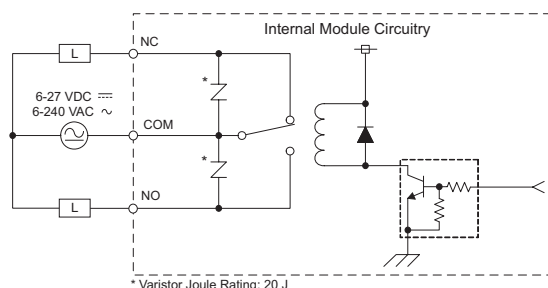 Internal Module Circuitry
NC
L
*
6-27 VDC ⎓
6-240 VAC ∿
COM
*
L
NO
* Varistor Joule Rating: 20 J